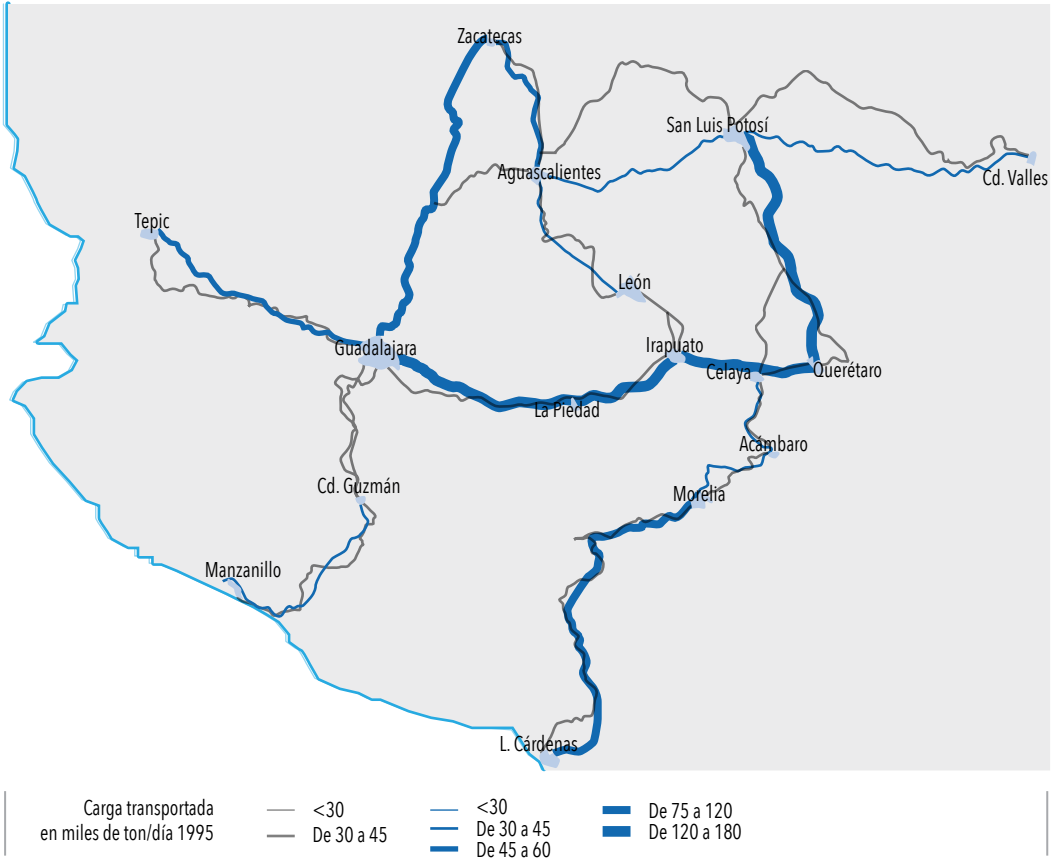 Zacatecas
San Luis Potosí
Aguascalientes
Cd. Valles
Tepic
León
Guadalajara
Irapuato
Celaya
Querétaro
La Piedad
Acámbaro
Cd. Guzmán
Morelia
Manzanillo
L. Cárdenas
Carga transportada
en miles de ton/día 1995
<30
De 30 a 45
<30
De 30 a 45
De 45 a 60
De 75 a 120
De 120 a 180